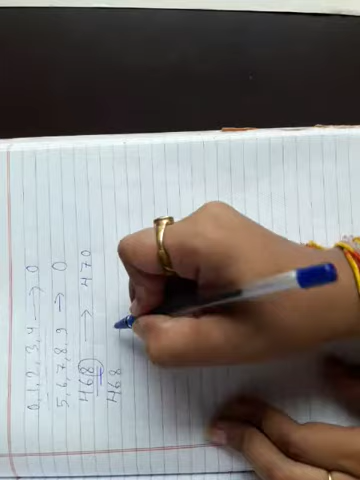 0, 1, 2, 3, 4 → 0
5, 6, 7, 8, 9 → 0
468 → 470
468